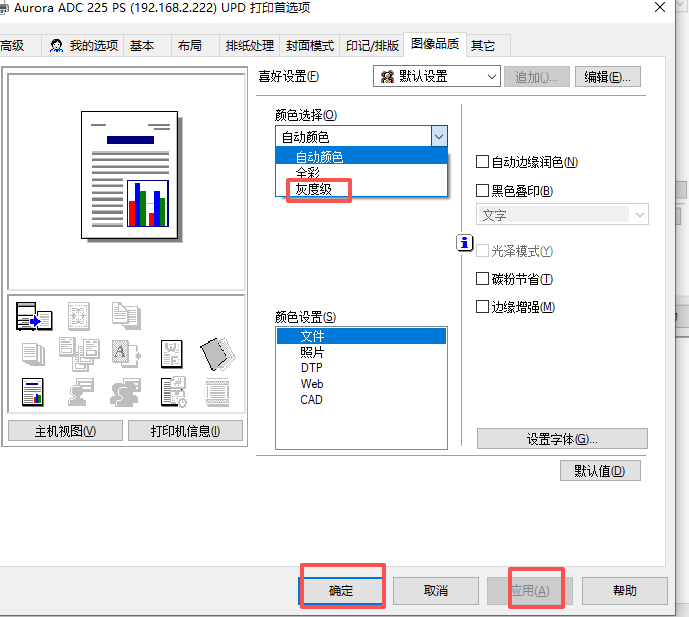 Aurora ADC 225 PS (192.168.2.222) UPD 打印首选项
高级 我的选项 基本 布局 排纸处理 封面模式 印记/排版 图像品质 其它
喜好设置(F) 默认设置 追加(J)... 编辑(E)...
颜色选择(O)
自动颜色
自动颜色
全彩
灰度级
自动边缘润色(N)
黑色叠印(B)
文字
光泽模式(Y)
碳粉节省(T)
边缘增强(M)
颜色设置(S)
文件
照片
DTP
Web
CAD
主机视图(V) 打印机信息(I)
设置字体(G)...
默认值(D)
确定 取消 应用(A) 帮助